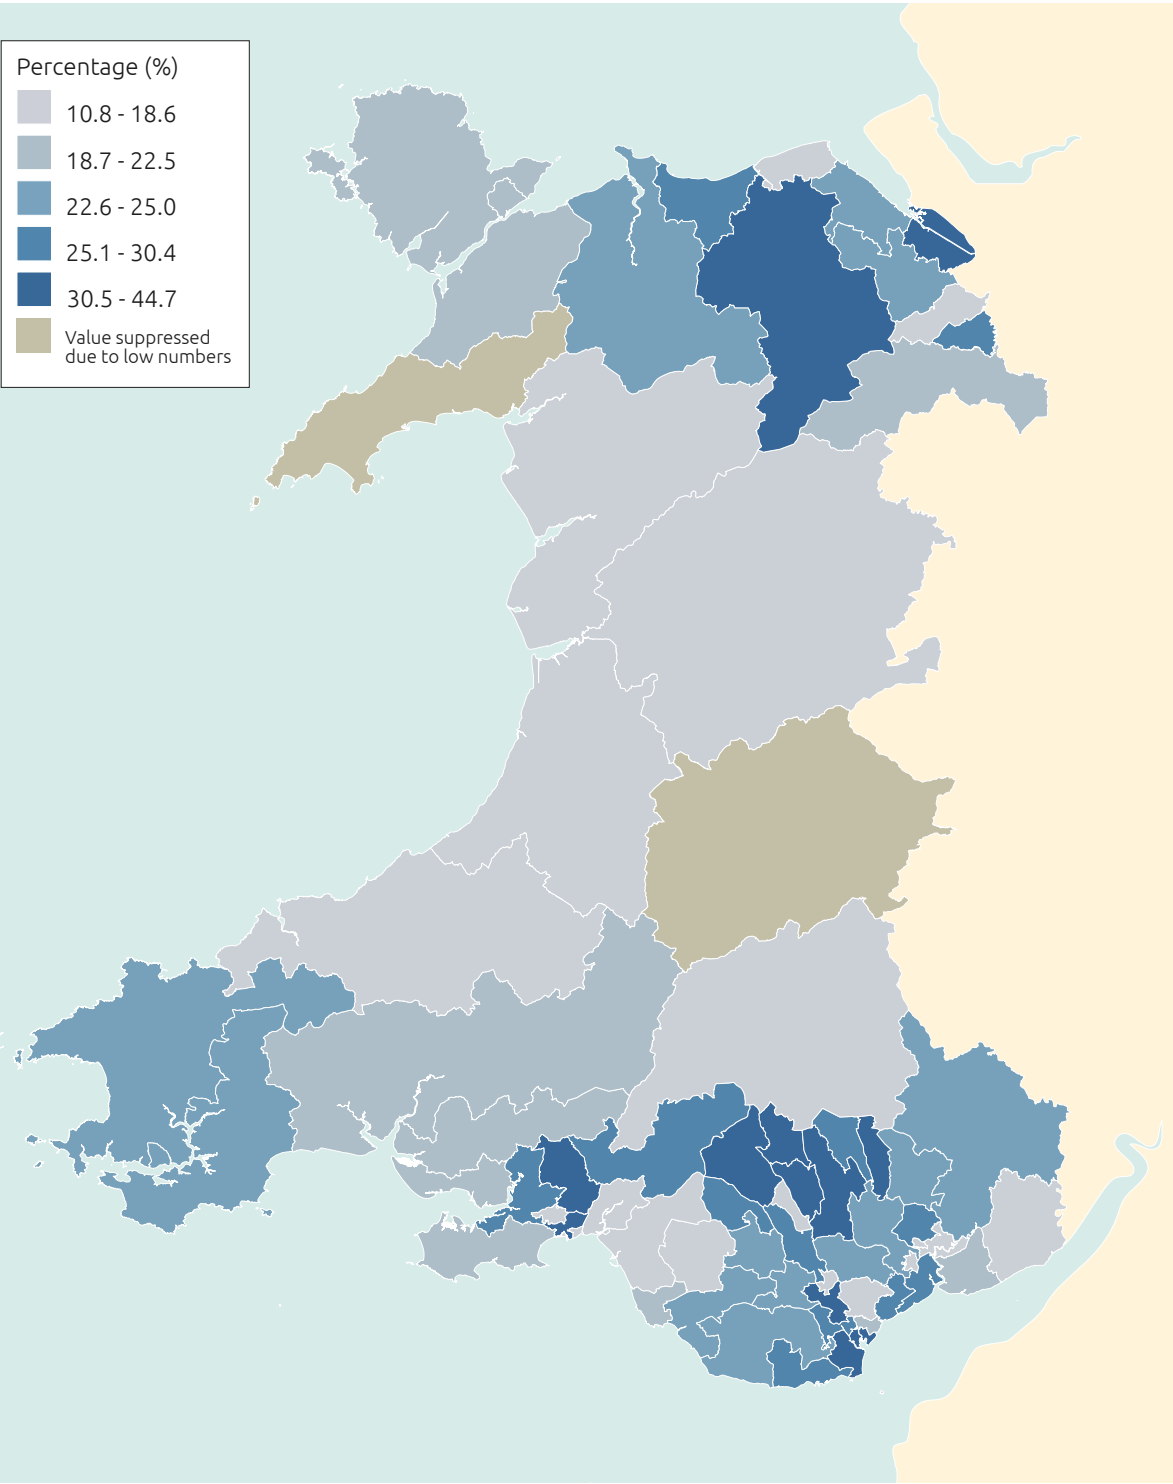 Percentage (%)
10.8 - 18.6
18.7 - 22.5
22.6 - 25.0
25.1 - 30.4
30.5 - 44.7
Value suppressed
due to low numbers